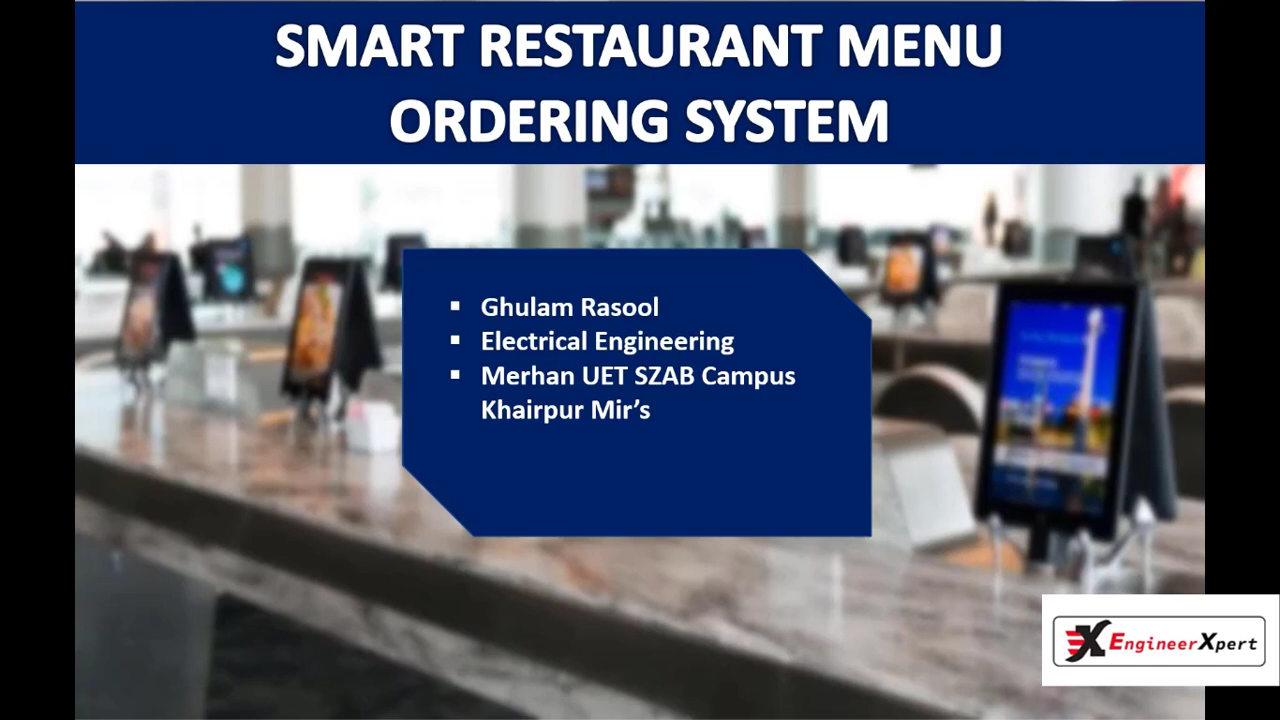 SMART RESTAURANT MENU
ORDERING SYSTEM
▪ Ghulam Rasool
▪ Electrical Engineering
▪ Merhan UET SZAB Campus
Khairpur Mir’s
EngineerXpert